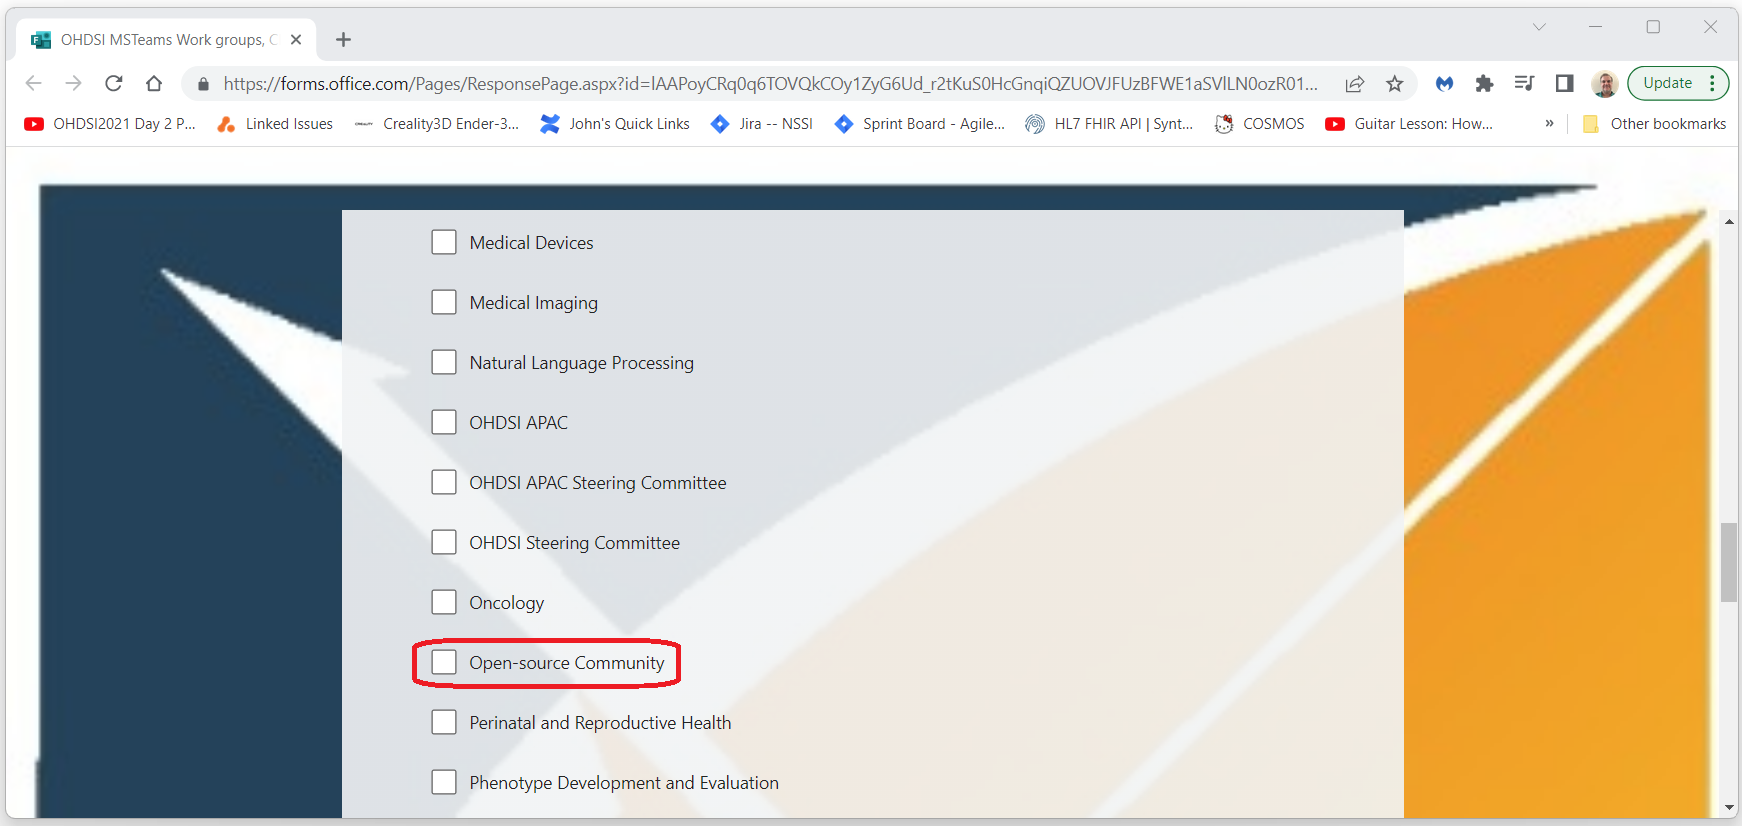 OHDSI MSTeams Work groups, C
https://forms.office.com/Pages/ResponsePage.aspx?id=lAAPoyCRq0q6TOVQkCOy1ZyG6Ud_r2tKuS0HcGnqiQZUOVJFUzBFWE1aSVlLN0ozR01...
Update
OHDSI2021 Day 2 P... Linked Issues Creality3D Ender-3... John's Quick Links Jira -- NSSI Sprint Board - Agile... HL7 FHIR API | Synt... COSMOS Guitar Lesson: How... » Other bookmarks
Medical Devices
Medical Imaging
Natural Language Processing
OHDSI APAC
OHDSI APAC Steering Committee
OHDSI Steering Committee
Oncology
Open-source Community
Perinatal and Reproductive Health
Phenotype Development and Evaluation